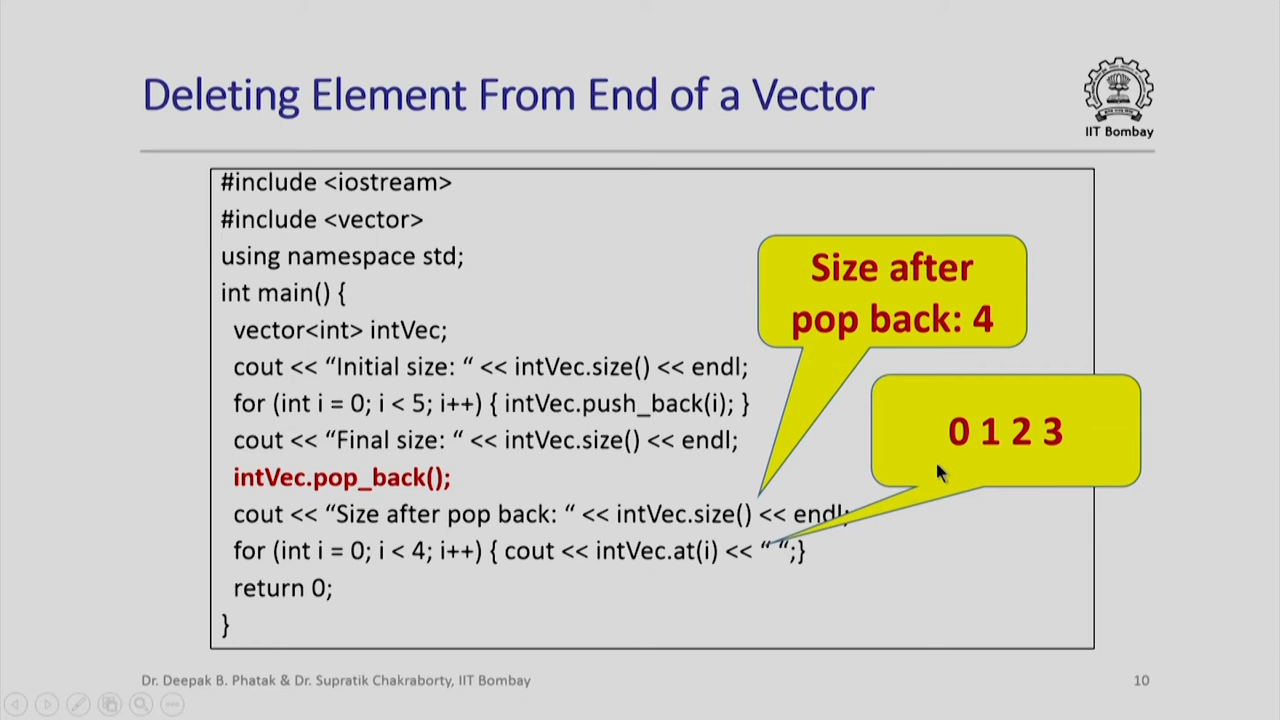 Deleting Element From End of a Vector
IIT Bombay
#include <iostream>
#include <vector>
using namespace std;
int main() {
vector<int> intVec;
cout << “Initial size: “ << intVec.size() << endl;
for (int i = 0; i < 5; i++) { intVec.push_back(i); }
cout << “Final size: “ << intVec.size() << endl;
intVec.pop_back();
cout << “Size after pop back: “ << intVec.size() << endl;
for (int i = 0; i < 4; i++) { cout << intVec.at(i) << “ “;}
return 0;
}
Size after
pop back: 4
0 1 2 3
Dr. Deepak B. Phatak & Dr. Supratik Chakraborty, IIT Bombay
10